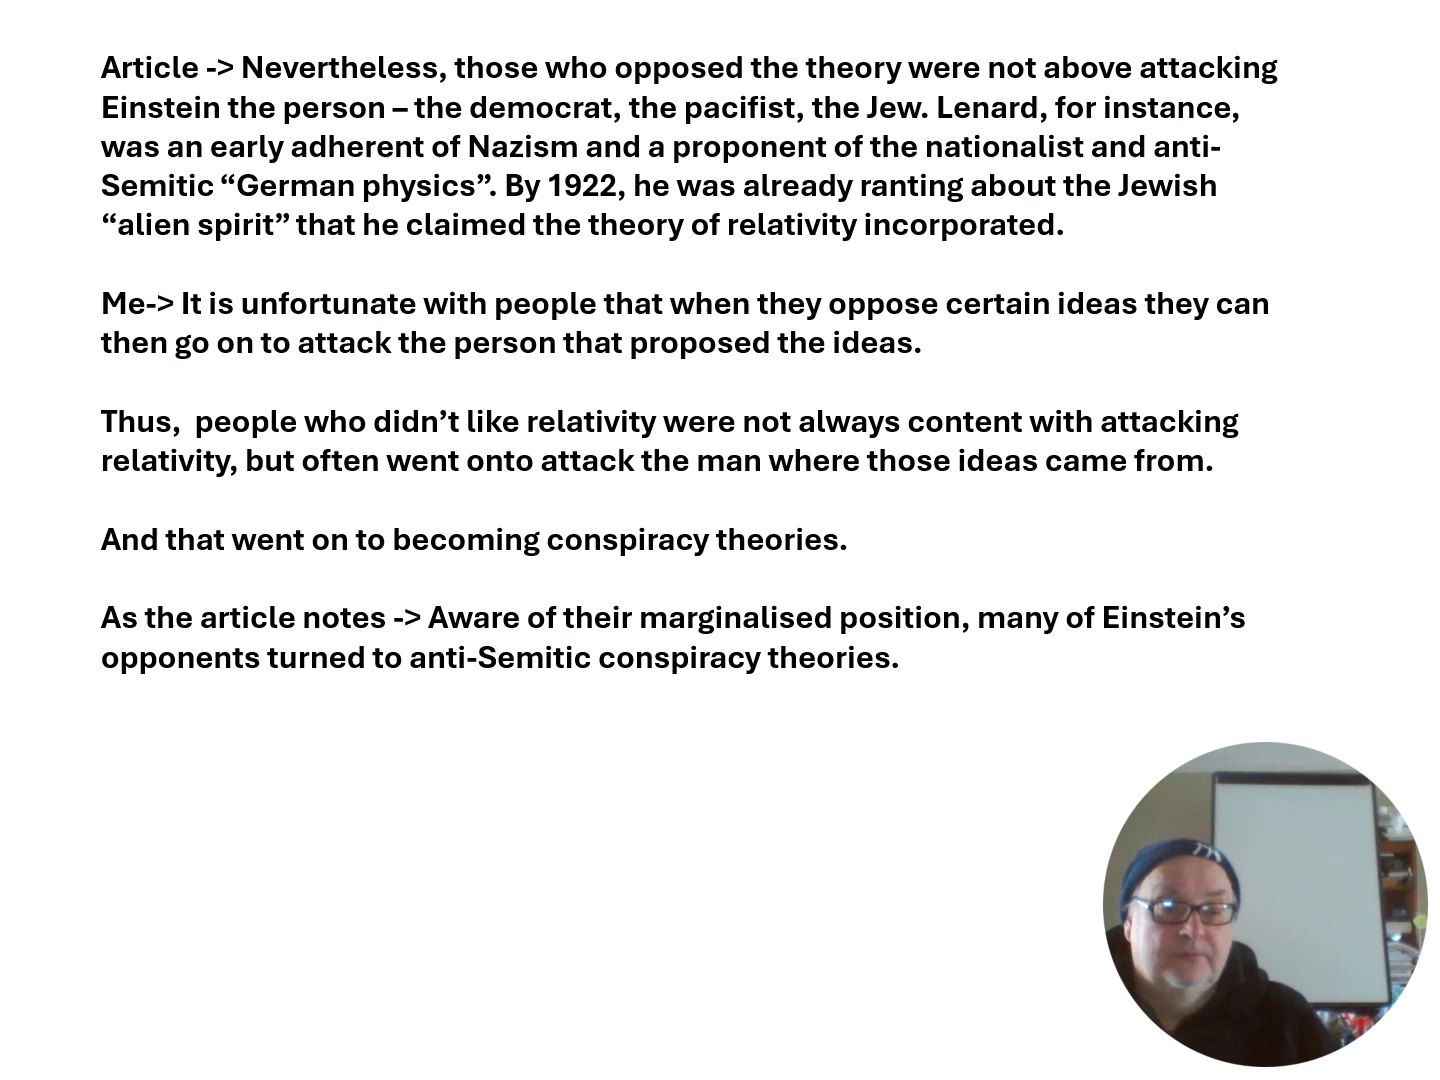 Article -> Nevertheless, those who opposed the theory were not above attacking
Einstein the person – the democrat, the pacifist, the Jew. Lenard, for instance,
was an early adherent of Nazism and a proponent of the nationalist and anti-
Semitic “German physics”. By 1922, he was already ranting about the Jewish
“alien spirit” that he claimed the theory of relativity incorporated.
Me-> It is unfortunate with people that when they oppose certain ideas they can
then go on to attack the person that proposed the ideas.
Thus,  people who didn’t like relativity were not always content with attacking
relativity, but often went onto attack the man where those ideas came from.
And that went on to becoming conspiracy theories.
As the article notes -> Aware of their marginalised position, many of Einstein’s
opponents turned to anti-Semitic conspiracy theories.